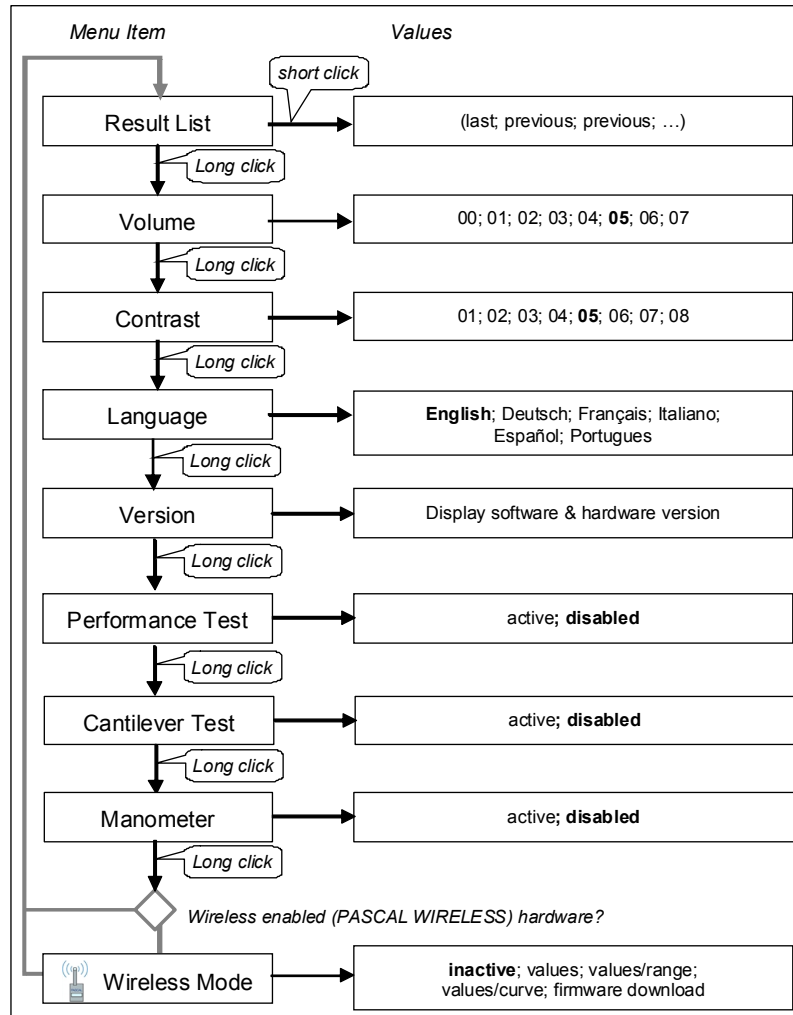 Menu Item Values
short click
Result List (last; previous; previous; …)
Long click
Volume 00; 01; 02; 03; 04; 05; 06; 07
Long click
Contrast 01; 02; 03; 04; 05; 06; 07; 08
Long click
Language English; Deutsch; Français; Italiano;
Español; Portugues
Long click
Version Display software & hardware version
Long click
Performance Test active; disabled
Long click
Cantilever Test active; disabled
Long click
Manometer active; disabled
Long click
Wireless enabled (PASCAL WIRELESS) hardware?
Wireless Mode inactive; values; values/range;
values/curve; firmware download